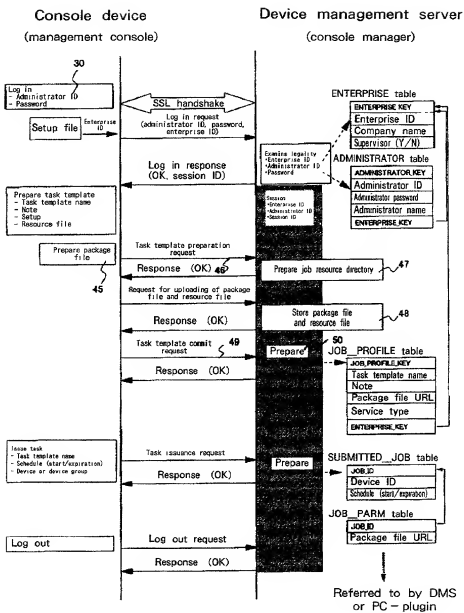 Console device
(management console)
Device management server
(console manager)
30
Log in
- Administrator ID
- Password
SSL handshake
ENTERPRISE table
ENTERPRISE_KEY
Enterprise ID
Company name
Supervisor (Y/N)
Setup file
Enterprise ID
Log in request
(administrator ID, password, enterprise ID)
Examine legality
•Enterprise ID
•Administrator ID
•Password
ADMINISTRATOR table
ADMINISTRATOR_KEY
Administrator ID
Administrator password
Administrator name
ENTERPRISE_KEY
Log in response
(OK, session ID)
Session
•Enterprise ID
•Administrator ID
•Session ID
Prepare task template
- Task template name
- Note
- Setup
- Resource file
Prepare package file
45
Task template preparation request
Response (OK)
46
Prepare job resource directory
47
Request for uploading of package file and resource file
Response (OK)
Store package file and resource file
48
Task template commit request
49
Response (OK)
Prepare
50
JOB_PROFILE table
JOB_PROFILE_KEY
Task template name
Note
Package file URL
Service type
ENTERPRISE_KEY
Issue task
- Task template name
- Schedule (start/expiration)
- Device or device group
Task issuance request
Response (OK)
Prepare
SUBMITTED_JOB table
JOB_ID
Device ID
Schedule (start/expiration)
JOB_PARM table
JOB_ID
Package file URL
Log out
Log out request
Response (OK)
Referred to by DMS
or PC-plugin